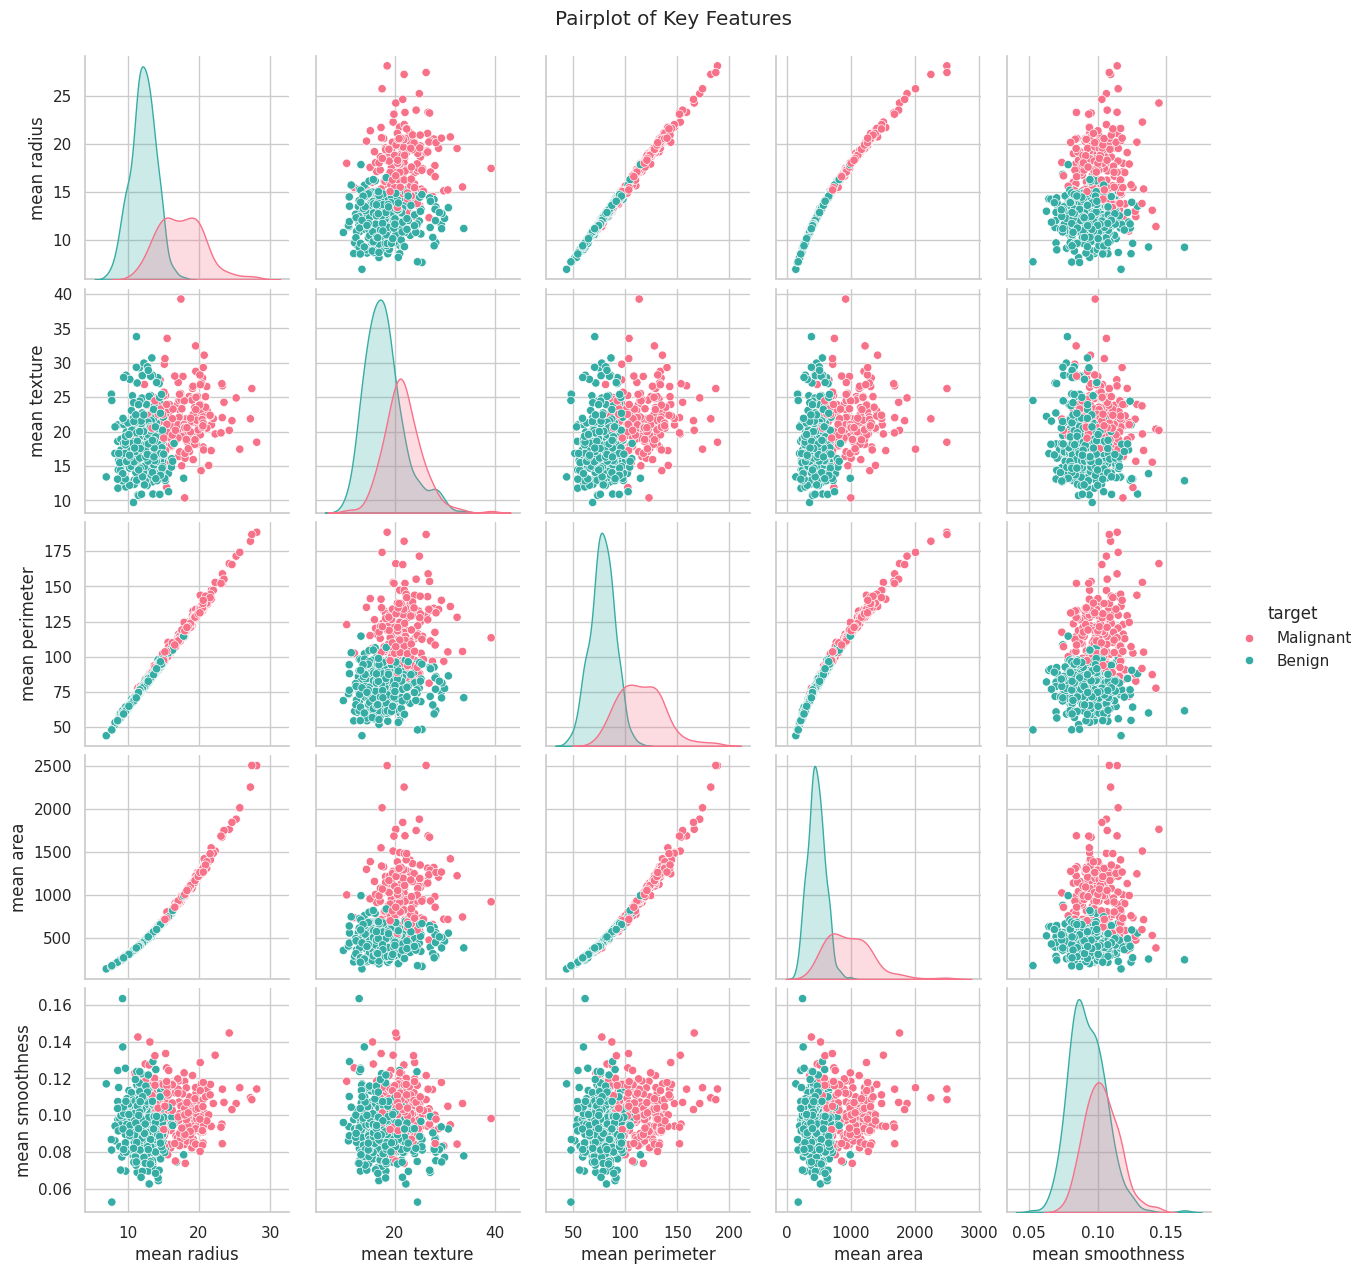 Pairplot of Key Features
mean radius
25
20
15
10
mean texture
40
35
30
25
20
15
10
mean perimeter
175
150
125
100
75
50
target
Malignant
Benign
mean area
2500
2000
1500
1000
500
mean smoothness
0.16
0.14
0.12
0.10
0.08
0.06
10 20 30
20 40
50 100 150 200
0 1000 2000 3000
0.05 0.10 0.15
mean radius
mean texture
mean perimeter
mean area
mean smoothness